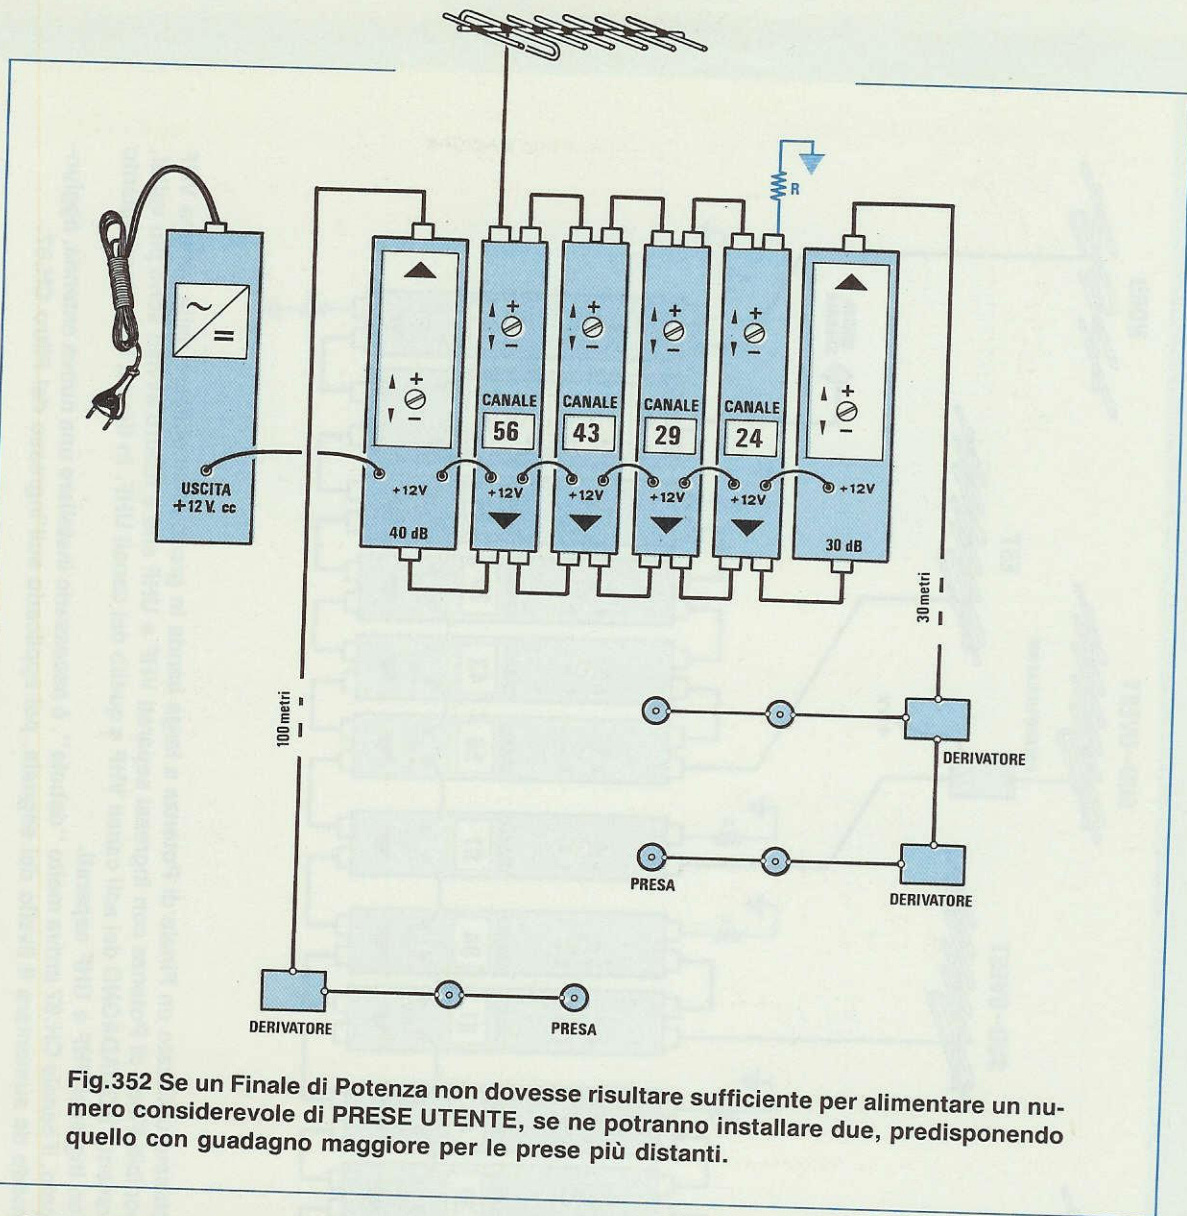 R
USCITA
+12 V. cc
+
−
+12V
40 dB
+
−
CANALE
56
+12V
+
−
CANALE
43
+12V
+
−
CANALE
29
+12V
+
−
CANALE
24
+12V
+
−
+12V
30 dB
100 metri
30 metri
DERIVATORE
PRESA
DERIVATORE
DERIVATORE
PRESA
Fig.352 Se un Finale di Potenza non dovesse risultare sufficiente per alimentare un nu-
mero considerevole di PRESE UTENTE, se ne potranno installare due, predisponendo
quello con guadagno maggiore per le prese più distanti.